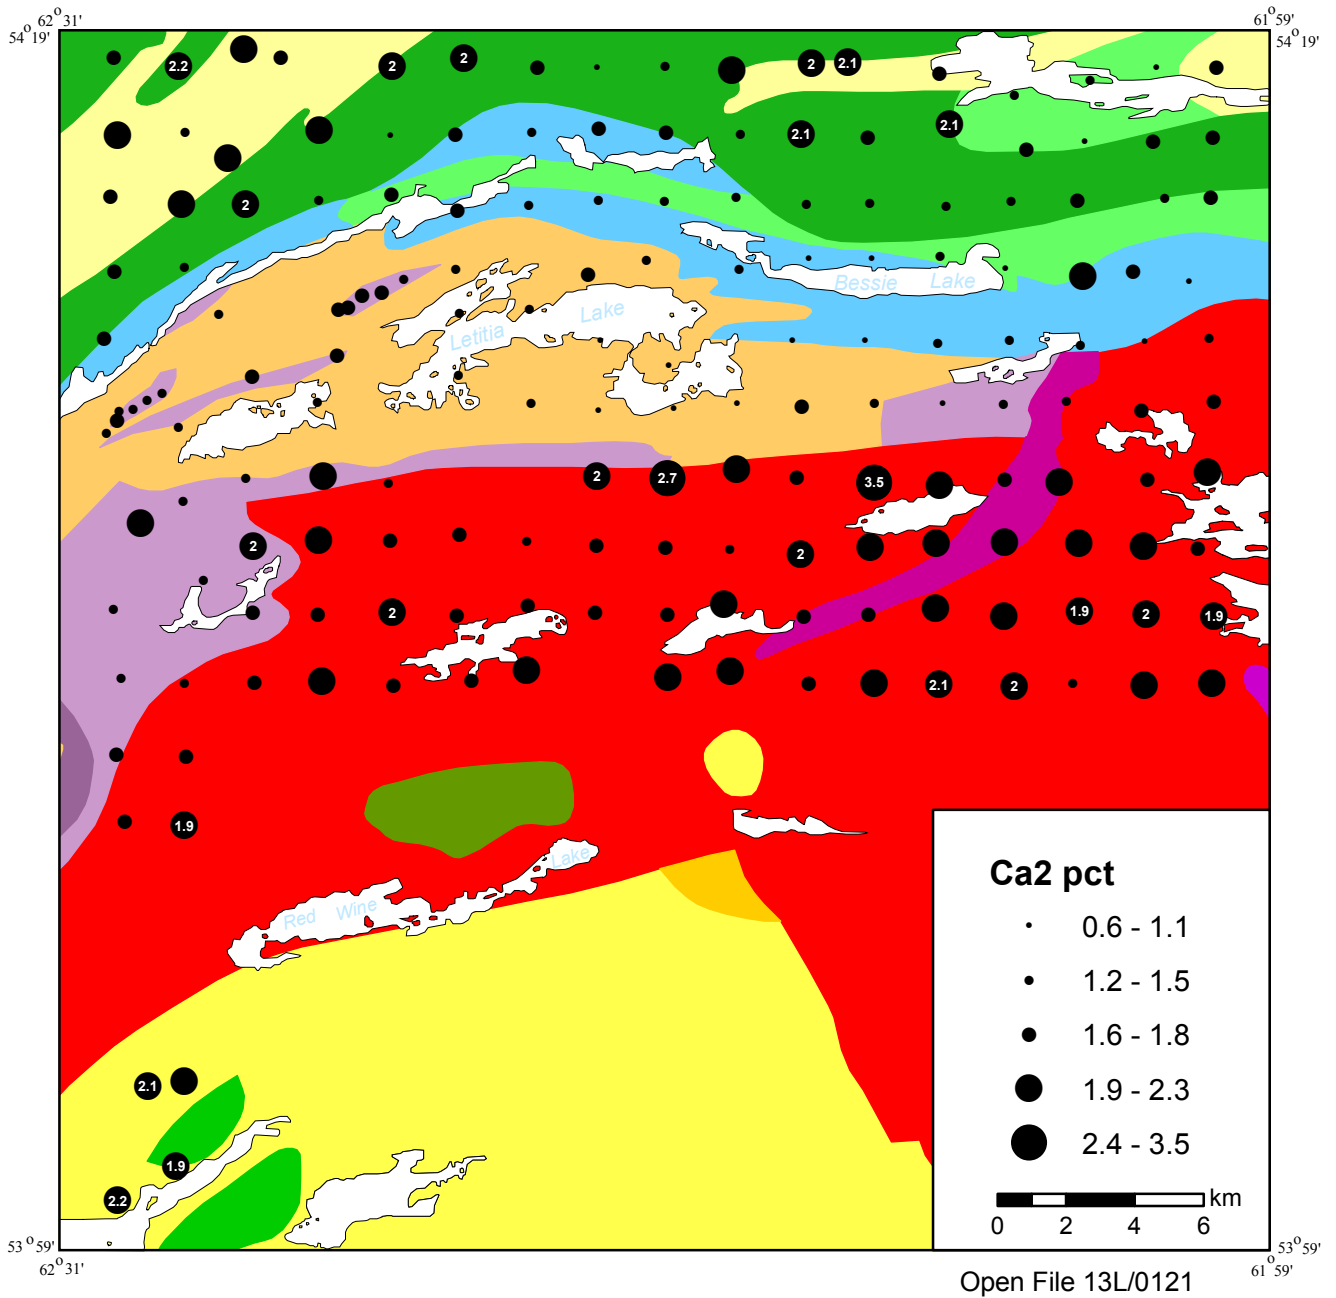 62°31' 61°59'
54°19' 54°19'
2.2 2 2 2 2.1
2.1 2.1
2
Bessie Lake
Letitia Lake
2 2.7 3.5
2 2
2 1.9 2 1.9
2.1 2
1.9
Lake
Red Wine
Ca2 pct
0.6 - 1.1
1.2 - 1.5
1.6 - 1.8
1.9 - 2.3
2.4 - 3.5
2.1
1.9
2.2
km
0 2 4 6
53°59' 53°59'
62°31' 61°59'
Open File 13L/0121